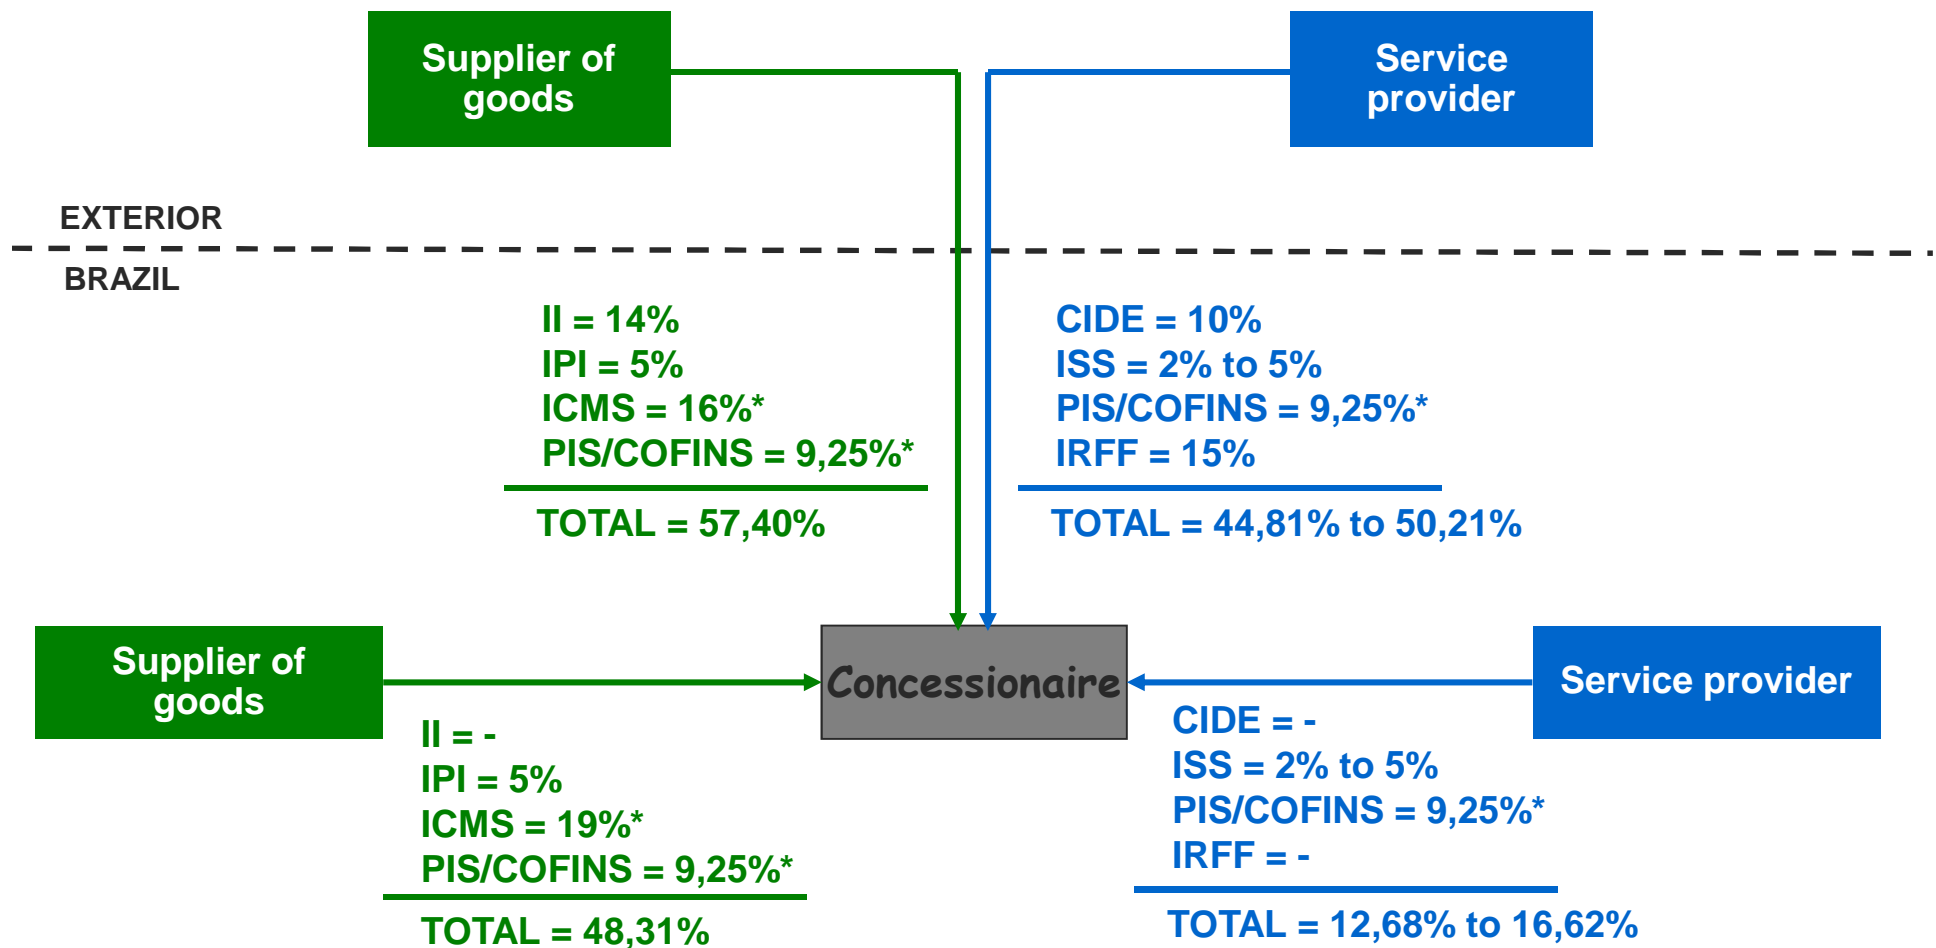 Supplier of
goods
Service
provider
EXTERIOR
BRAZIL
II = 14%
IPI = 5%
ICMS = 16%*
PIS/COFINS = 9,25%*
TOTAL = 57,40%
CIDE = 10%
ISS = 2% to 5%
PIS/COFINS = 9,25%*
IRFF = 15%
TOTAL = 44,81% to 50,21%
Supplier of
goods
Concessionaire
Service provider
II = -
IPI = 5%
ICMS = 19%*
PIS/COFINS = 9,25%*
TOTAL = 48,31%
CIDE = -
ISS = 2% to 5%
PIS/COFINS = 9,25%*
IRFF = -
TOTAL = 12,68% to 16,62%